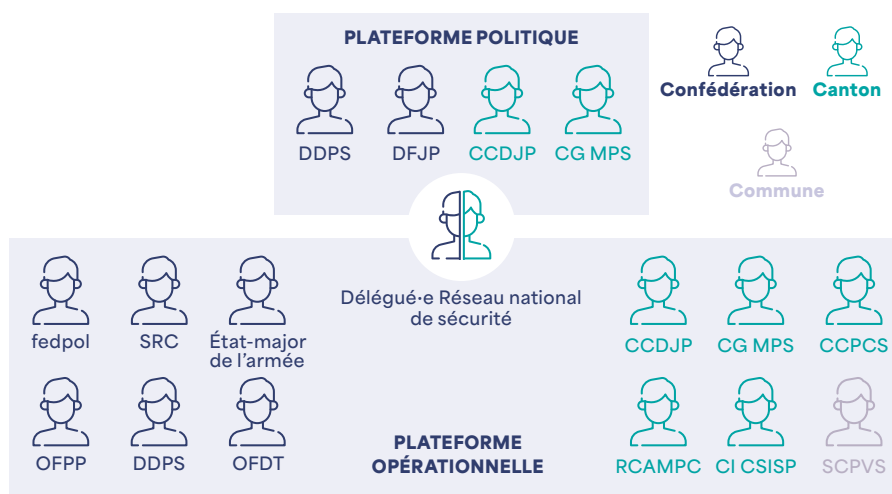 PLATEFORME POLITIQUE
DDPS
DFJP
CCDJP
CG MPS
Confédération
Canton
Commune
Délégué·e Réseau national
de sécurité
fedpol
SRC
État-major
de l'armée
OFPP
DDPS
OFDT
PLATEFORME
OPÉRATIONNELLE
CCDJP
CG MPS
CCPCS
RCAMPC
CI CSISP
SCPVS